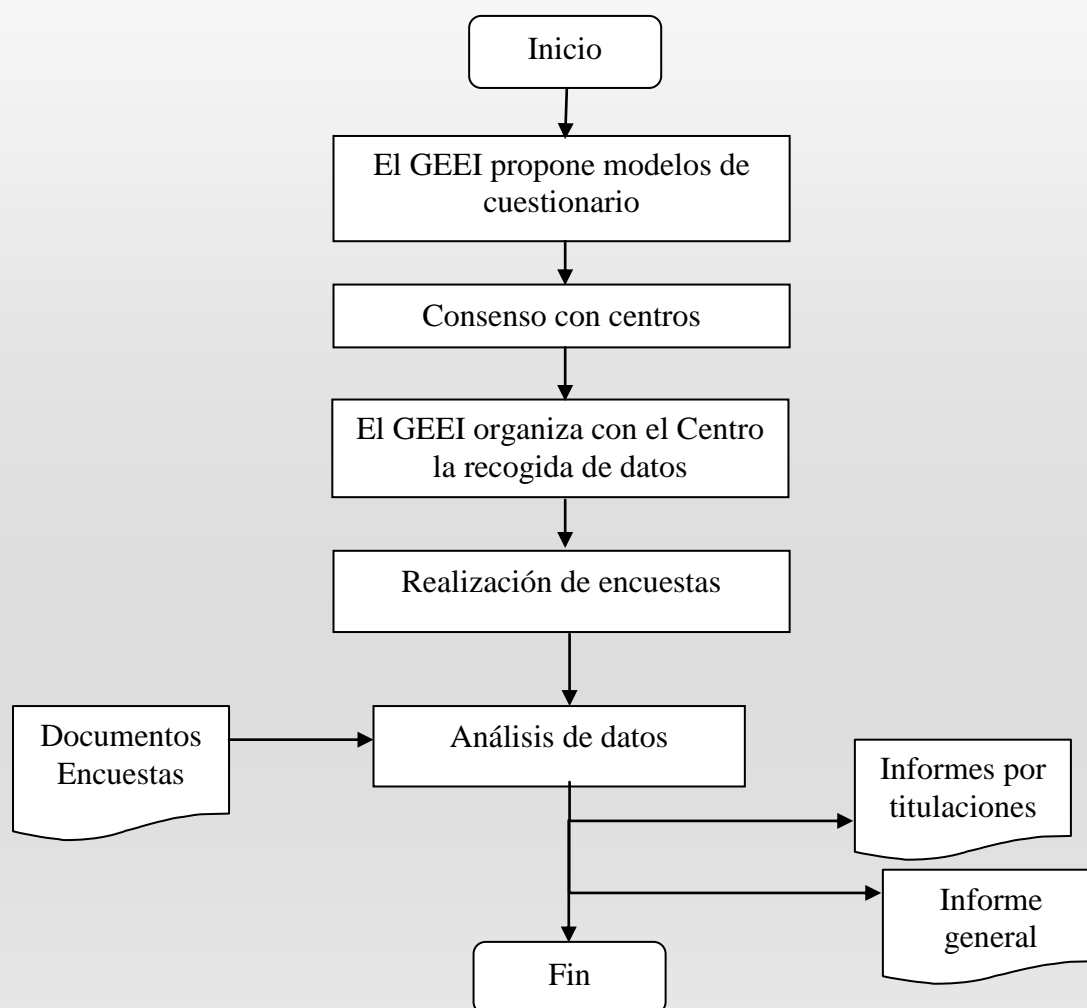 Inicio
El GEEI propone modelos de
cuestionario
Consenso con centros
El GEEI organiza con el Centro
la recogida de datos
Realización de encuestas
Documentos
Encuestas
Análisis de datos
Informes por
titulaciones
Informe
general
Fin